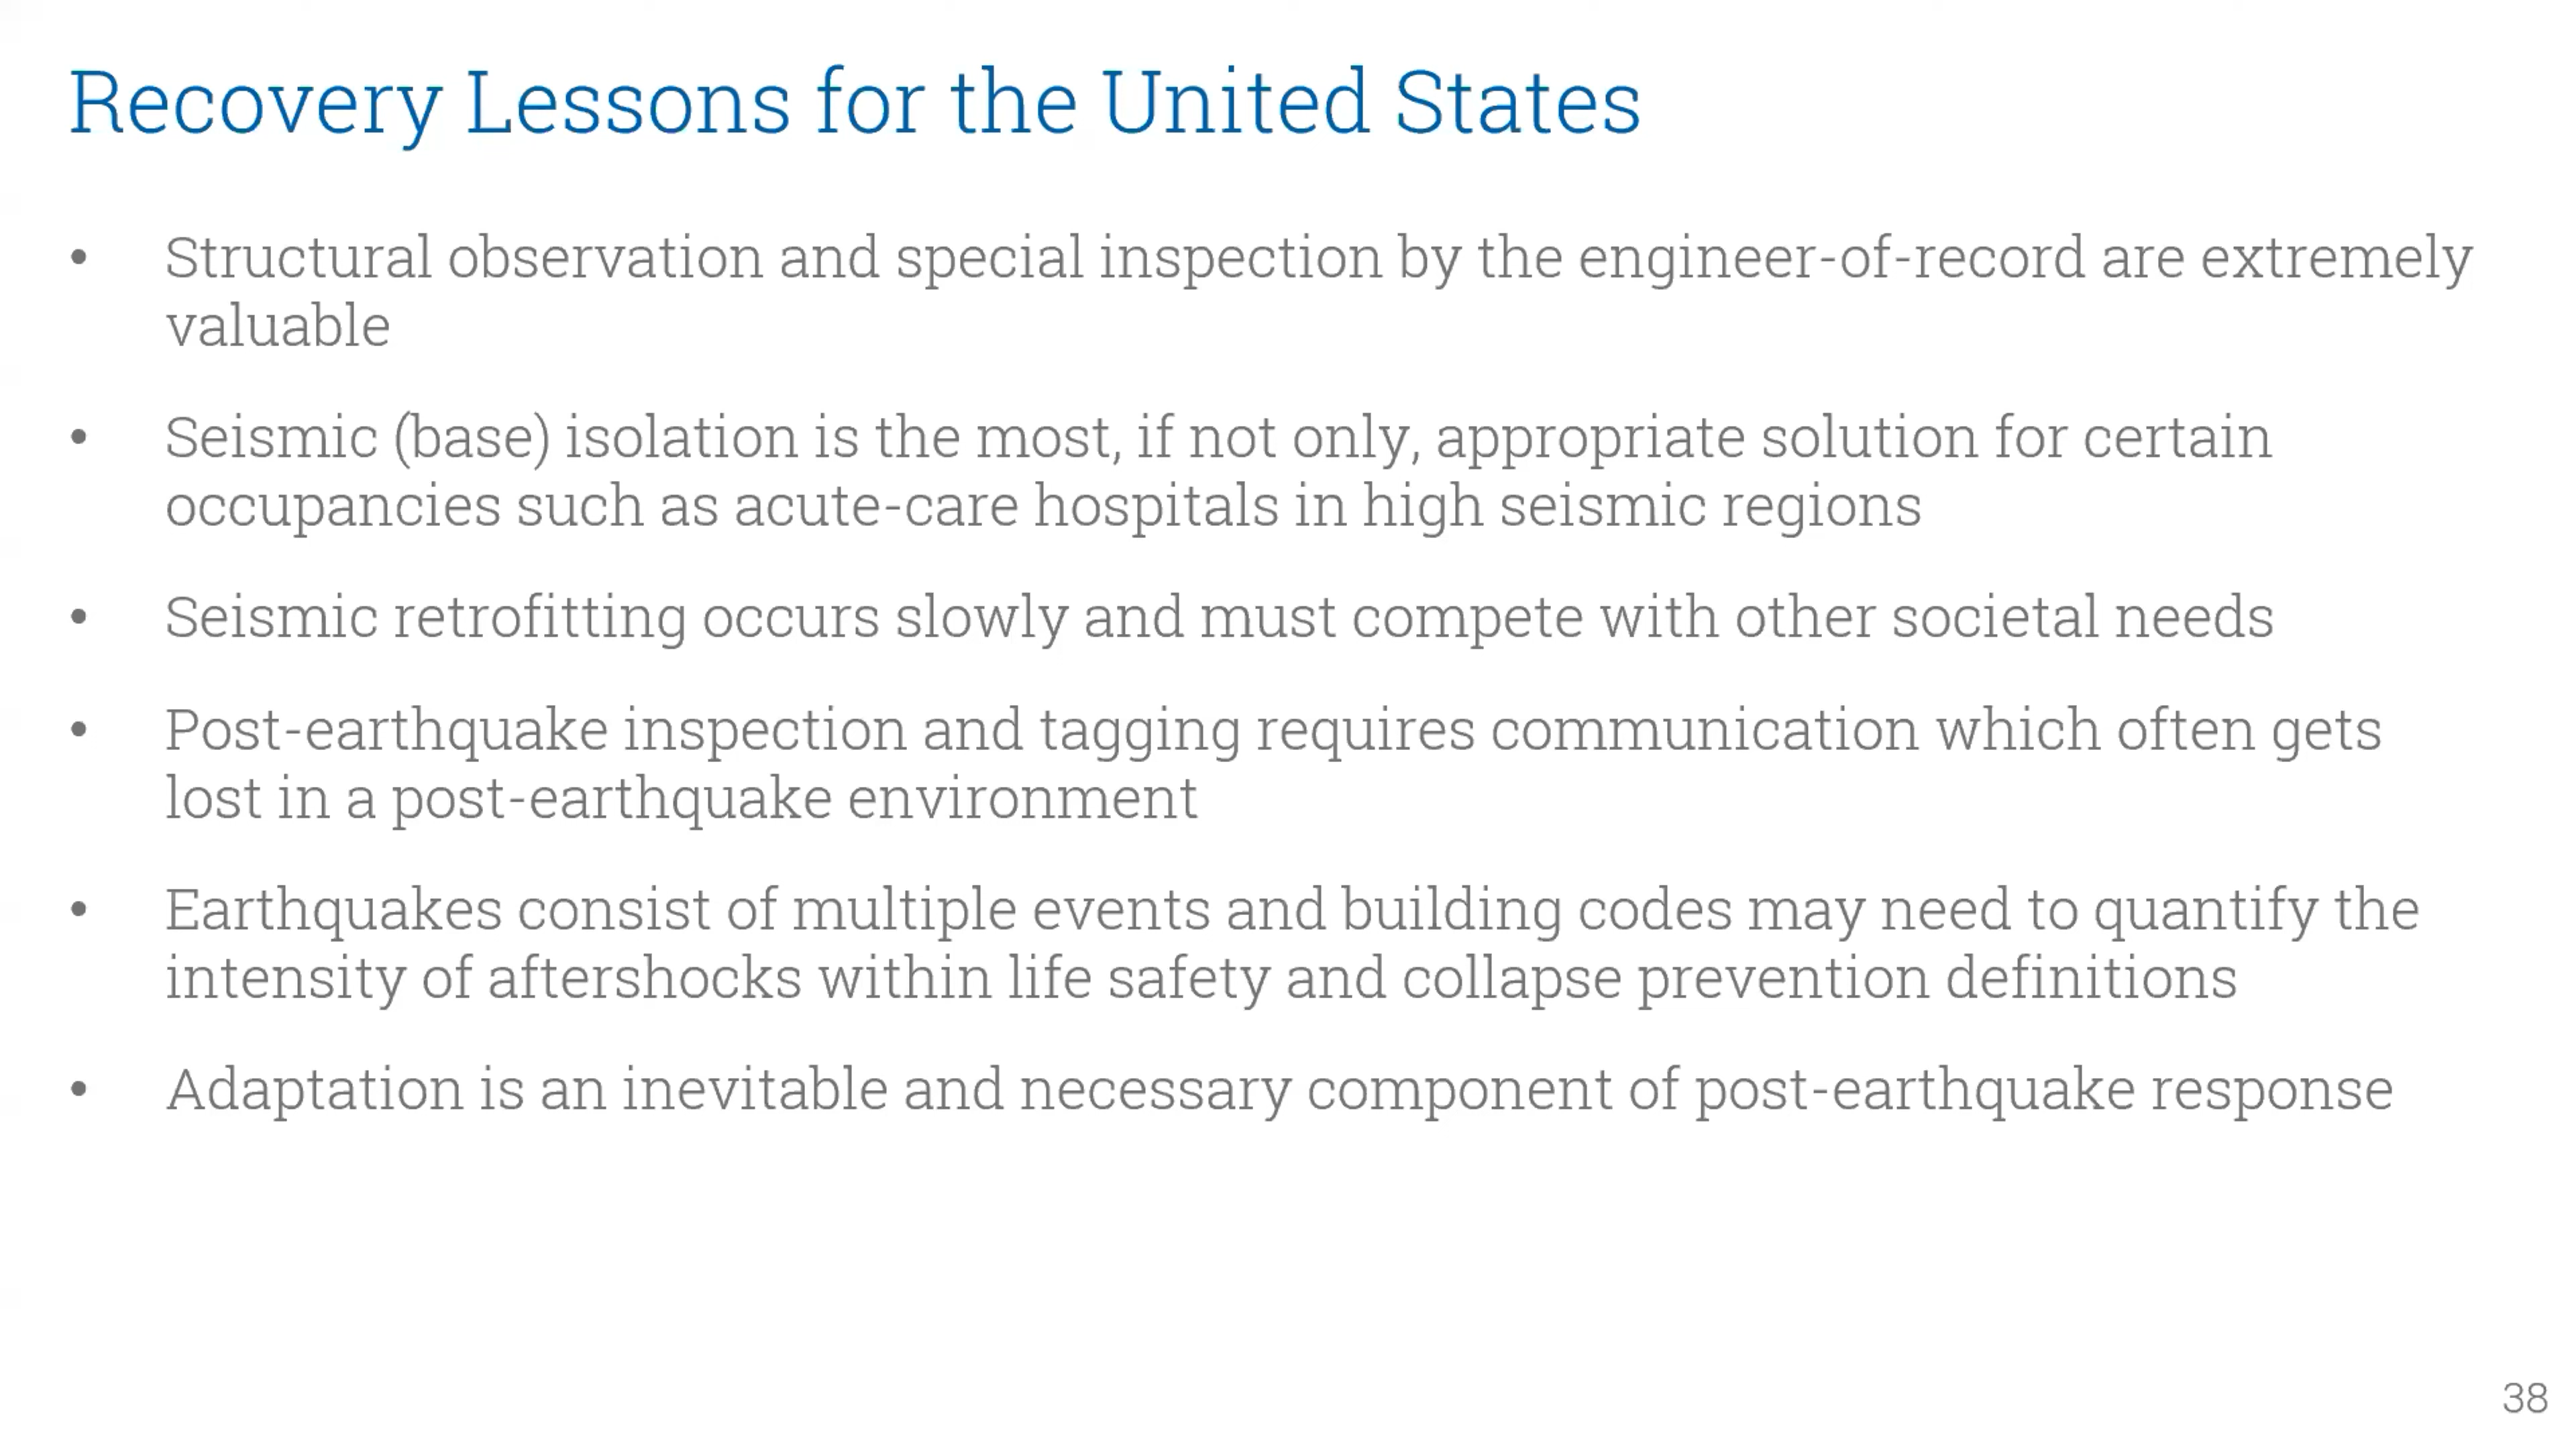 Recovery Lessons for the United States
• Structural observation and special inspection by the engineer-of-record are extremely
valuable
• Seismic (base) isolation is the most, if not only, appropriate solution for certain
occupancies such as acute-care hospitals in high seismic regions
• Seismic retrofitting occurs slowly and must compete with other societal needs
• Post-earthquake inspection and tagging requires communication which often gets
lost in a post-earthquake environment
• Earthquakes consist of multiple events and building codes may need to quantify the
intensity of aftershocks within life safety and collapse prevention definitions
• Adaptation is an inevitable and necessary component of post-earthquake response
38